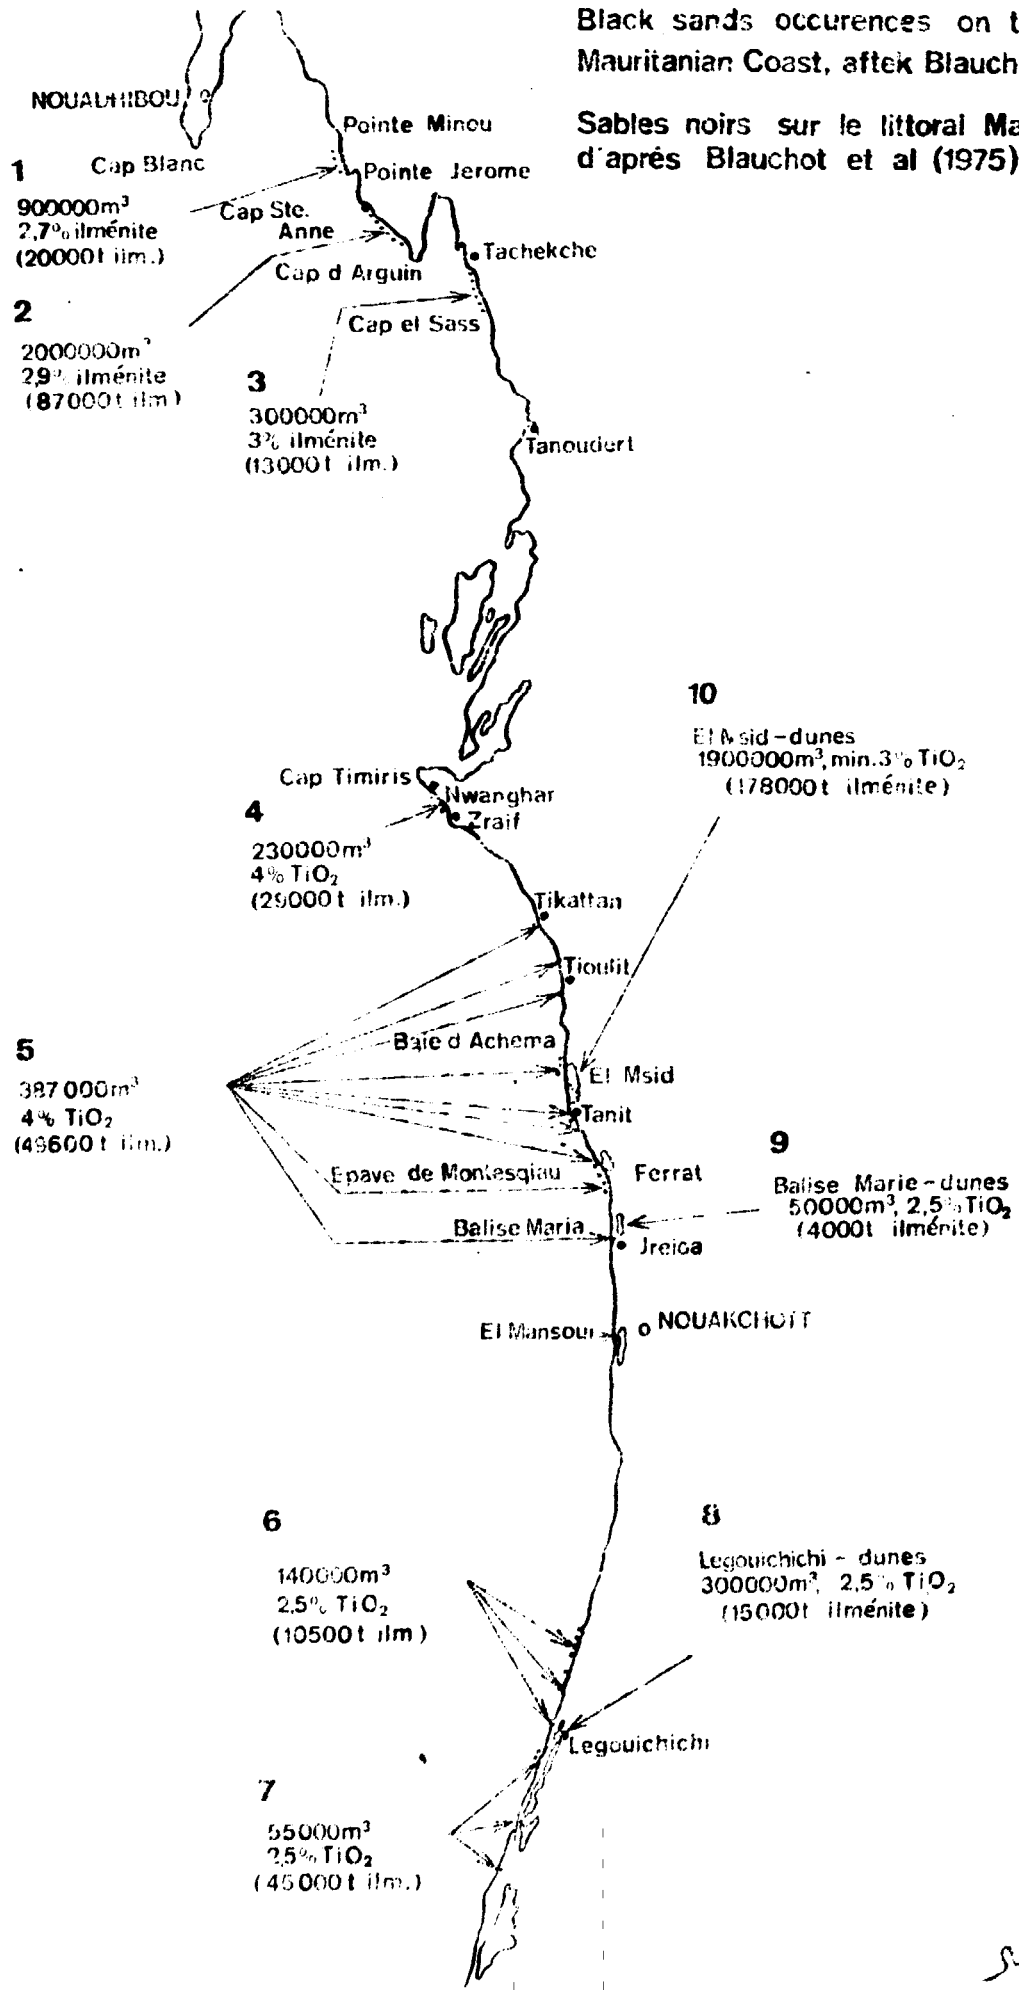 Black sands occurences on t
Mauritanian Coast, aftek Blauch
Sables noirs sur le littoral Ma
d'aprés Blauchot et al (1975)
NOUADHIBOU
Pointe Minou
Cap Blanc
Pointe Jerome
1
900000m³
2,7% ilménite
(20000t ilm.)
Cap Ste.
Anne
Cap d Arguin
Tachekche
2
2000000m³
2,9% ilménite
(87000t ilm)
Cap el Sass
3
300000m³
3% ilménite
(13000t ilm.)
Tanoudert
10
El Msid-dunes
1900000m³, min.3% TiO₂
(178000t ilménite)
Cap Timiris
Nwanghar
Zraif
4
230000m³
4% TiO₂
(29000t ilm.)
Tikattan
Tioulit
Baie d Achema
5
387000m³
4% TiO₂
(49600t ilm.)
El Msid
Tanit
Epave de Montesqiau
Ferrat
9
Balise Marie-dunes
50000m³, 2,5% TiO₂
(4000t ilménite)
Balise Maria
Jreida
El Mansour
NOUAKCHOTT
6
140000m³
2,5% TiO₂
(10500t ilm)
8
Legouichichi - dunes
300000m³, 2,5% TiO₂
(15000t ilménite)
Legouichichi
7
55000m³
2,5% TiO₂
(45000t ilm.)